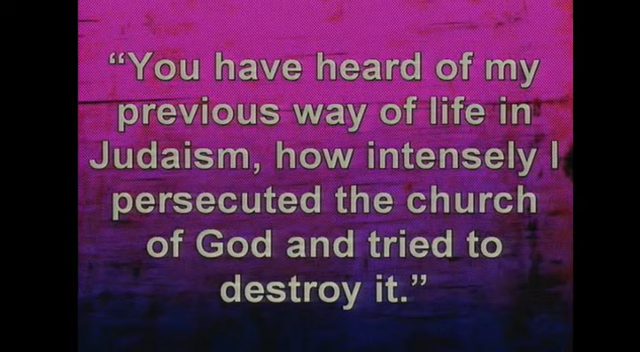 “You have heard of my
previous way of life in
Judaism, how intensely I
persecuted the church
of God and tried to
destroy it.”